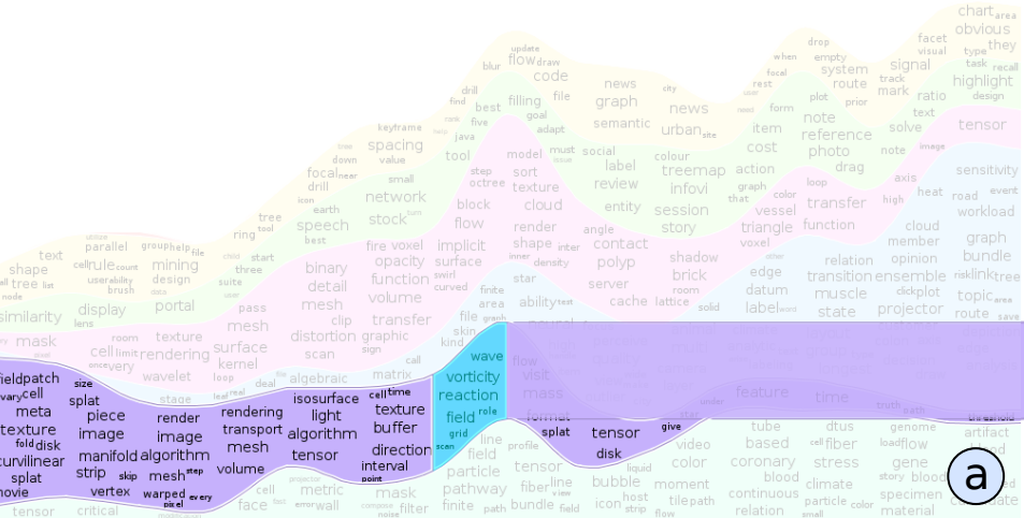 chart area
obvious
they
facet
visual
type
task
recall
signal
track
mark
highlight
design
ratio
drop
when
empty
system
route
focal
rest
plot
prior
form
note
reference
photo
drag
text
solve
note
image
tensor
item
cost
action
graph
that
update
flow draw
code
blur
news
graph
semantic
city
news
urban site
drill
find
best
filling
goal
file
five
java
adapt
tool
must
social
label
review
entity
colour
treemap
infovi
session
story
keyframe
spacing
value
tree
down
near
focal
drill
small
network
stock turn
icon
earth
speech
best
tree
tool
ring
start
three
suite
text
shape
tree list
node
parallel
group help file
cell rule count
mining
design
user ability
brush
portal
display
lens
similarity
model
step
octree
sort
texture
cloud
block
flow
render
shape inter
inner density
angle
contact
polyp
server
cache
shadow
brick
room
lattice
solid
color
vessel
triangle
voxel
loop
transfer
function
axis
high
heat
implicit
surface
swirl
curved
fire voxel
opacity
function
volume
transfer
graphic
sign
binary
detail
mesh
clip
distortion
scan
pass
mesh
surface
kernel
loop
room
texture
cell limit rendering
once very
wavelet
mask
sensitivity
road event
workload
cloud
member
opinion
graph
bundle
relation
transition
ensemble
risk link tree
muscle
click plot
state
projector
topic area
route save
edge
datum
label word
star
ability text
finite
area
file graph
skin
kind
call
matrix
algebraic
deal
leaf real
stage
fieldpatch
vary cell
meta
texture
fold disk
curvilinear
splat
movie
size
splat
piece
image
manifold
strip skip
vertex
render
image
algorithm
mesh step
warped every
pixel
rendering
transport
mesh
volume
isosurface
light
algorithm
tensor
cell time
texture
buffer
direction
interval
point
wave
vorticity
reaction
field role
grid
scan
flow
visit
mass
format
splat
tensor
disk
give
star
under
feature
time
truth path
threshold
tensor
critical
cell
face
projector
metric
error wall
mask
noise filter
line
field
particle
pathway
finite path
profile
tensor
fiber line
view
bundle field
bubble
icon
liquid
host
strip
flow
video
color
moment
tile path
tube
based
coronary
blood
continuous
relation
dtus
cell fiber
stress
climate
particle color
small
genome
load flow
gene
story blood
specimen
material
artifact
a